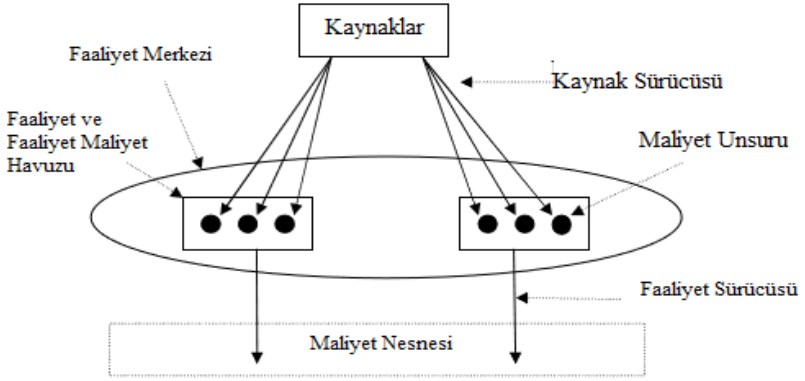 Kaynaklar
Faaliyet Merkezi
Kaynak Sürücüsü
Faaliyet ve
Faaliyet Maliyet
Havuzu
Maliyet Unsuru
Faaliyet Sürücüsü
Maliyet Nesnesi